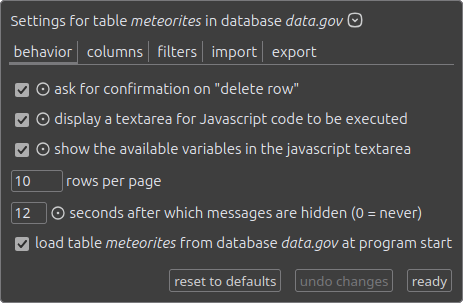 Settings for table meteorites in database data.gov
behavior columns filters import export
ask for confirmation on "delete row"
display a textarea for Javascript code to be executed
show the available variables in the javascript textarea
10 rows per page
12 seconds after which messages are hidden (0 = never)
load table meteorites from database data.gov at program start
reset to defaults undo changes ready